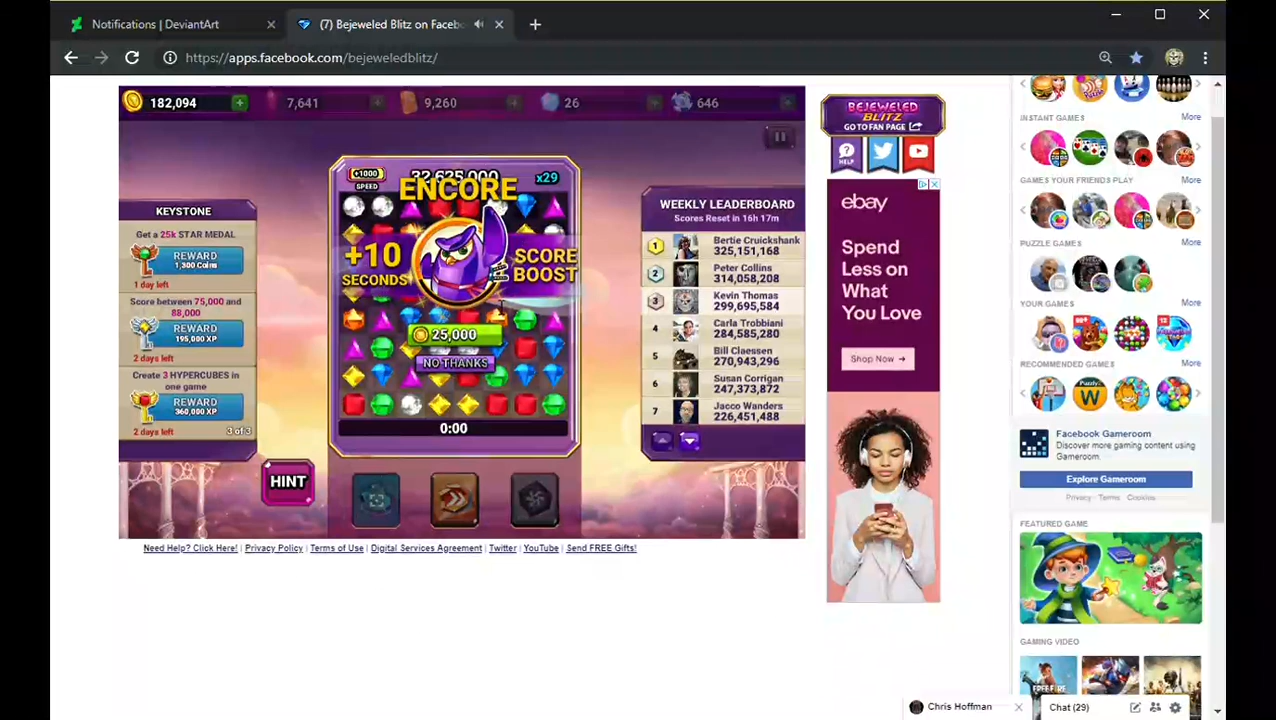 Notifications | DeviantArt
(7) Bejeweled Blitz on Facebo
https://apps.facebook.com/bejeweledblitz/
182,094
7,641
9,260
26
646
+1000
SPEED
x29
ENCORE
+10
SECONDS
SCORE
BOOST
25,000
NO THANKS
0:00
HINT
KEYSTONE
Get a 25k STAR MEDAL
REWARD
1,300 Coins
1 day left
Score between 75,000 and
88,000
REWARD
195,000 XP
2 days left
Create 3 HYPERCUBES in
one game
REWARD
360,000 XP
2 days left
3 of 3
WEEKLY LEADERBOARD
Scores Reset in 16h 17m
1
Bertie Cruickshank
325,151,168
2
Peter Collins
314,058,208
3
Kevin Thomas
299,695,584
4
Carla Trobbiani
284,585,280
5
Bill Claessen
270,943,296
6
Susan Corrigan
247,373,872
7
Jacco Wanders
226,451,488
Need Help? Click Here! | Privacy Policy | Terms of Use | Digital Services Agreement | Twitter | YouTube | Send FREE Gifts!
BEJEWELED
BLITZ
GO TO FAN PAGE
?
HELP
ebay
Spend
Less on
What
You Love
Shop Now →
INSTANT GAMES
More
GAMES YOUR FRIENDS PLAY
More
PUZZLE GAMES
More
YOUR GAMES
More
RECOMMENDED GAMES
More
Facebook Gameroom
Discover more gaming content using
Gameroom.
Explore Gameroom
Privacy · Terms · Cookies
FEATURED GAME
GAMING VIDEO
FREE FIRE
Chris Hoffman
Chat (29)